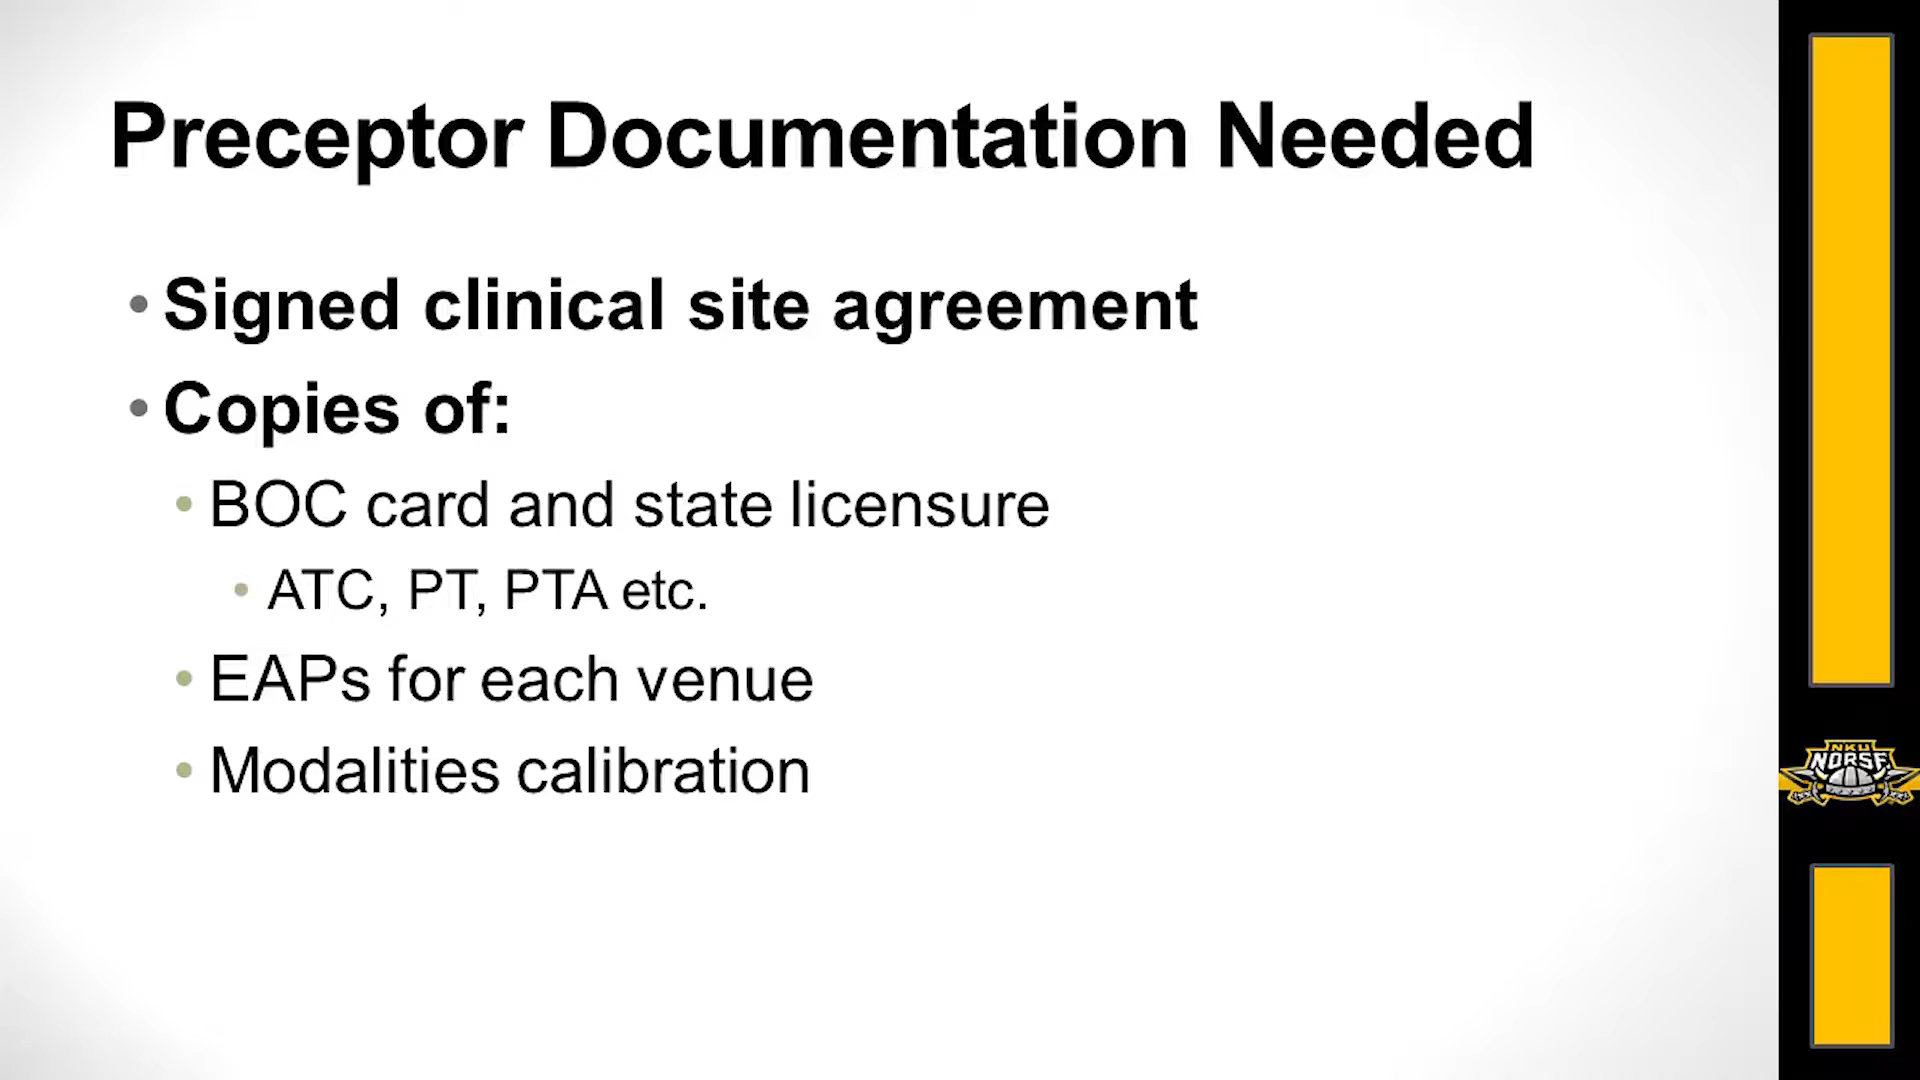 Preceptor Documentation Needed
• Signed clinical site agreement
• Copies of:
• BOC card and state licensure
• ATC, PT, PTA etc.
• EAPs for each venue
• Modalities calibration
NKU
NORSE